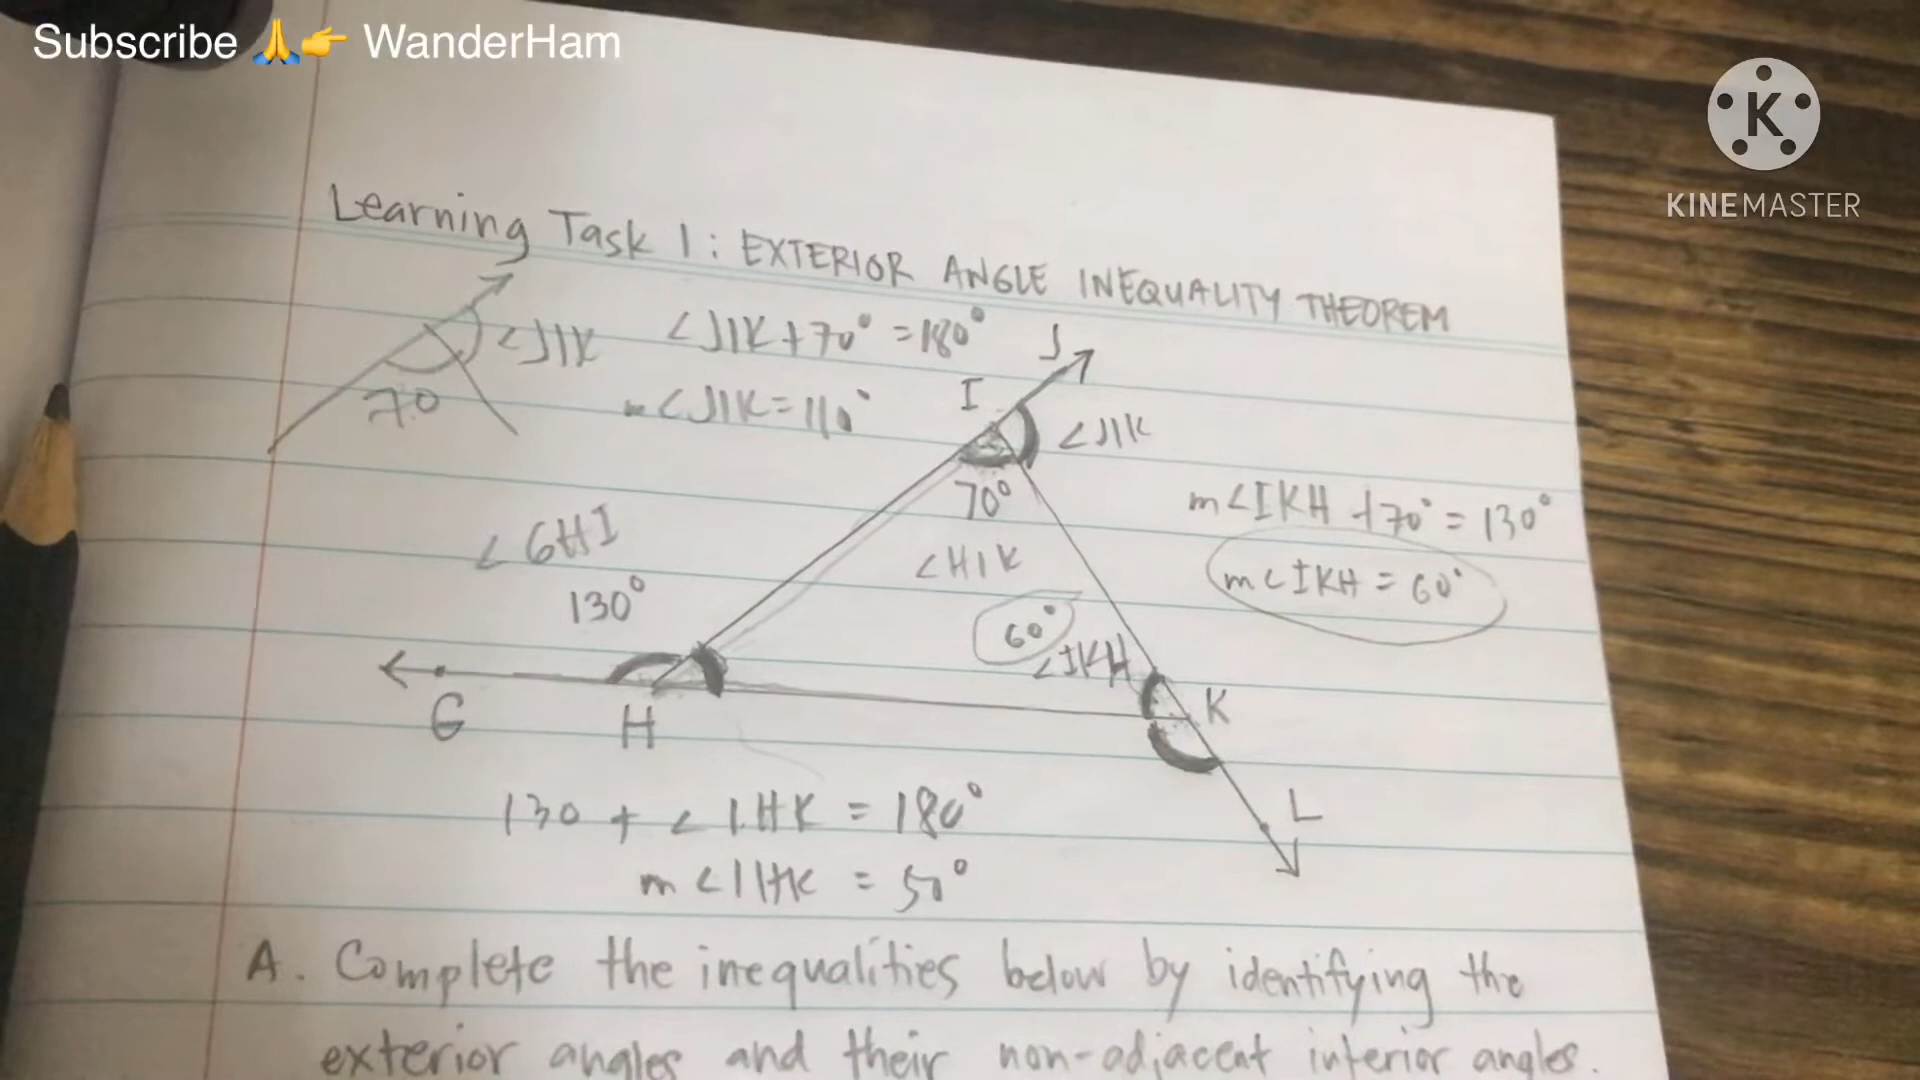 Subscribe 🙏👉 WanderHam
K
KINEMASTER
Learning Task 1: EXTERIOR ANGLE INEQUALITY THEOREM
∠JIK
70
∠JIK + 70° = 180°
m∠JIK = 110°
J
I
∠JIK
70°
∠HIK
m∠IKH + 70° = 130°
m∠IKH = 60°
∠GHI
130°
60°
∠IKH
G
H
K
L
130 + ∠IHK = 180°
m∠IHK = 50°
A. Complete the inequalities below by identifying the
exterior angles and their non-adjacent interior angles.